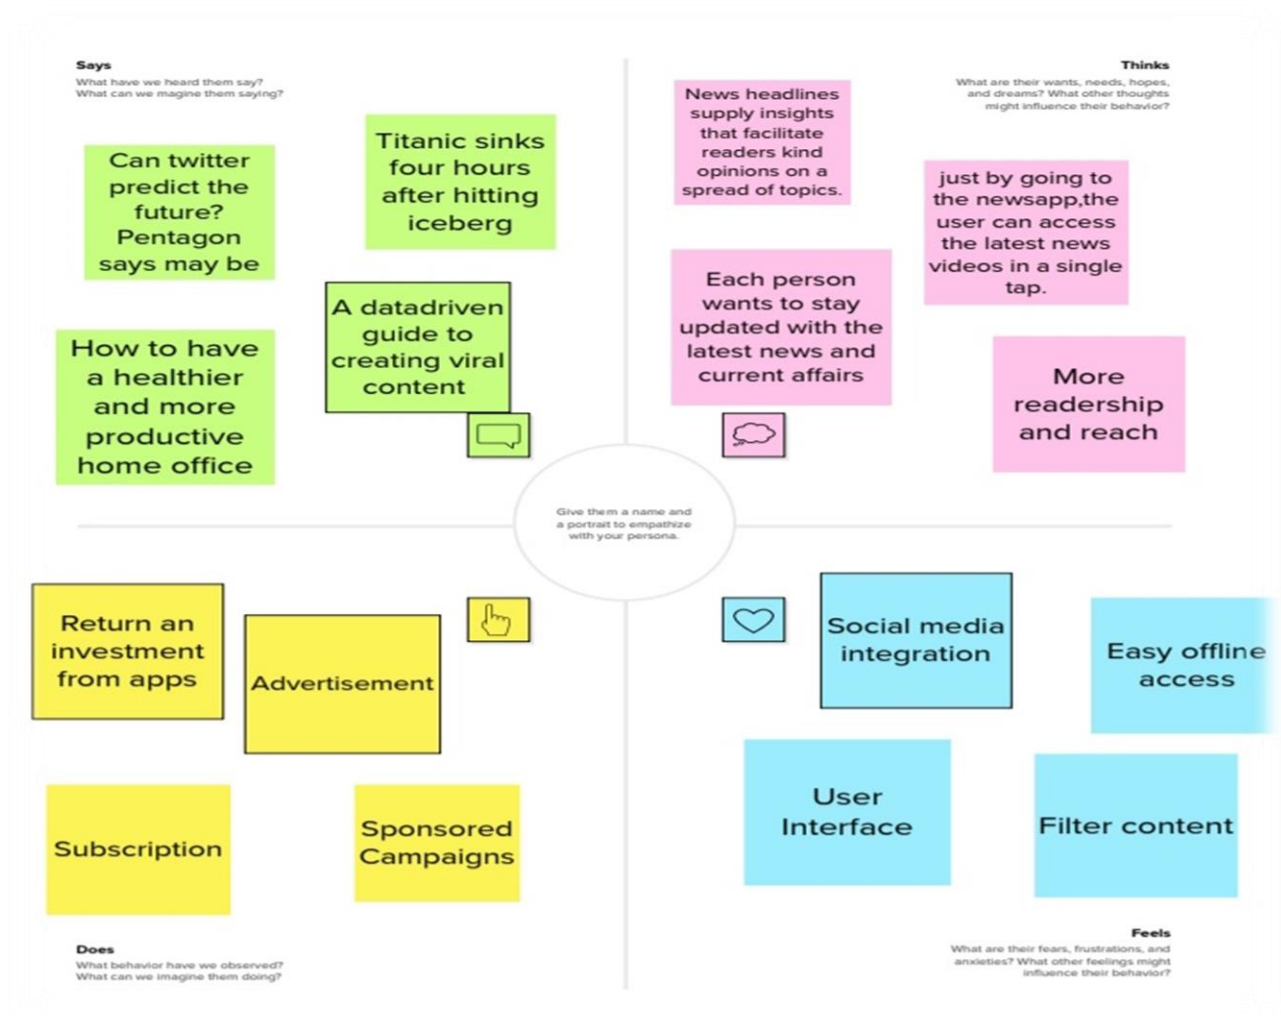 Says
What have we heard them say?
What can we magine them saying?
Can twitter
predict the
future?
Pentagon
says may be
Titanic sinks
four hours
after hitting
iceberg
A datadriven
guide to
creating viral
content
How to have
a healthier
and more
productive
home office
Thinks
What are their wants, needs, hopes,
and dreams? What other thoughts
might influence their behavior?
News headlines
supply insights
that facilitate
readers kind
opinions on a
spread of topics.
just by going to
the newsapp,the
user can access
the latest news
videos in a single
tap.
Each person
wants to stay
updated with the
latest news and
current affairs
More
readership
and reach
Give them a name and
a portrait to empathize
with your persona.
Return an
investment
from apps
Advertisement
Subscription
Sponsored
Campaigns
Does
What behavior have we observed?
What can we imagine them doing?
Social media
integration
Easy offline
access
User
Interface
Filter content
Feels
What are their fears, frustrations, and
anxieties? What other feelings might
influence their behavior?